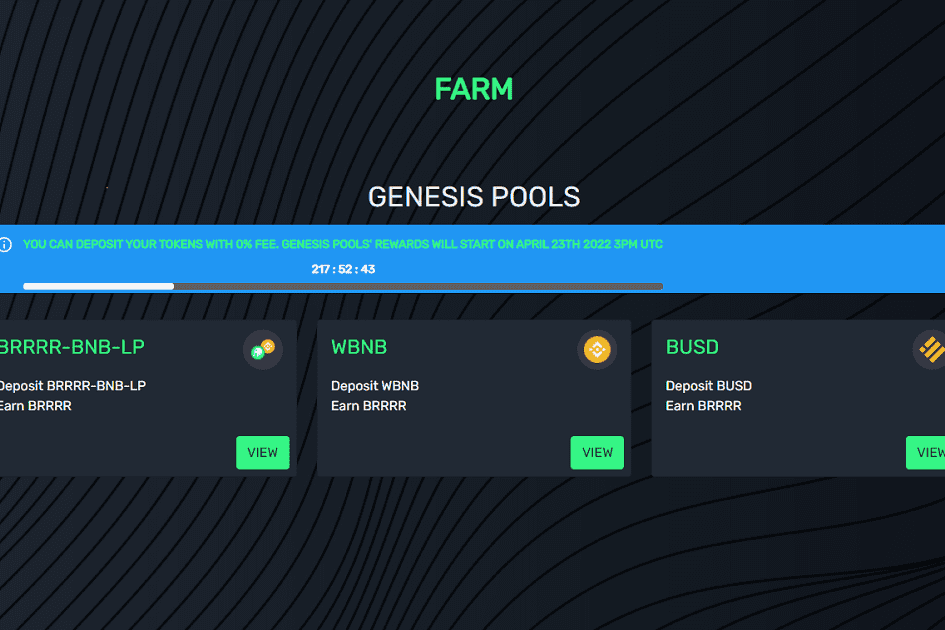 FARM
GENESIS POOLS
YOU CAN DEPOSIT YOUR TOKENS WITH 0% FEE. GENESIS POOLS' REWARDS WILL START ON APRIL 23TH 2022 3PM UTC
217 : 52 : 43
BRRRR-BNB-LP
Deposit BRRRR-BNB-LP
Earn BRRRR
VIEW
WBNB
Deposit WBNB
Earn BRRRR
VIEW
BUSD
Deposit BUSD
Earn BRRRR
VIEW